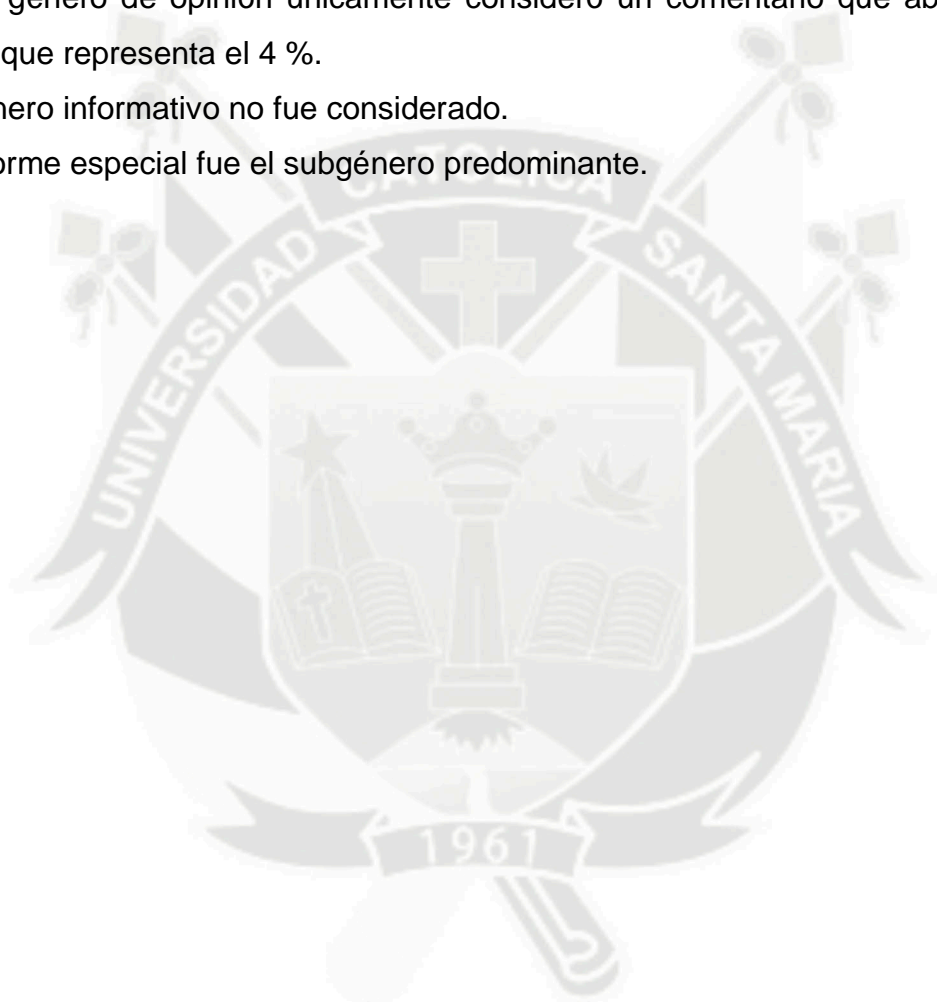 género de opinión únicamente consideró un comentario que ab
que representa el 4 %.
nero informativo no fue considerado.
orme especial fue el subgénero predominante.
UNIVERSIDAD CATOLICA SANTA MARIA
1961